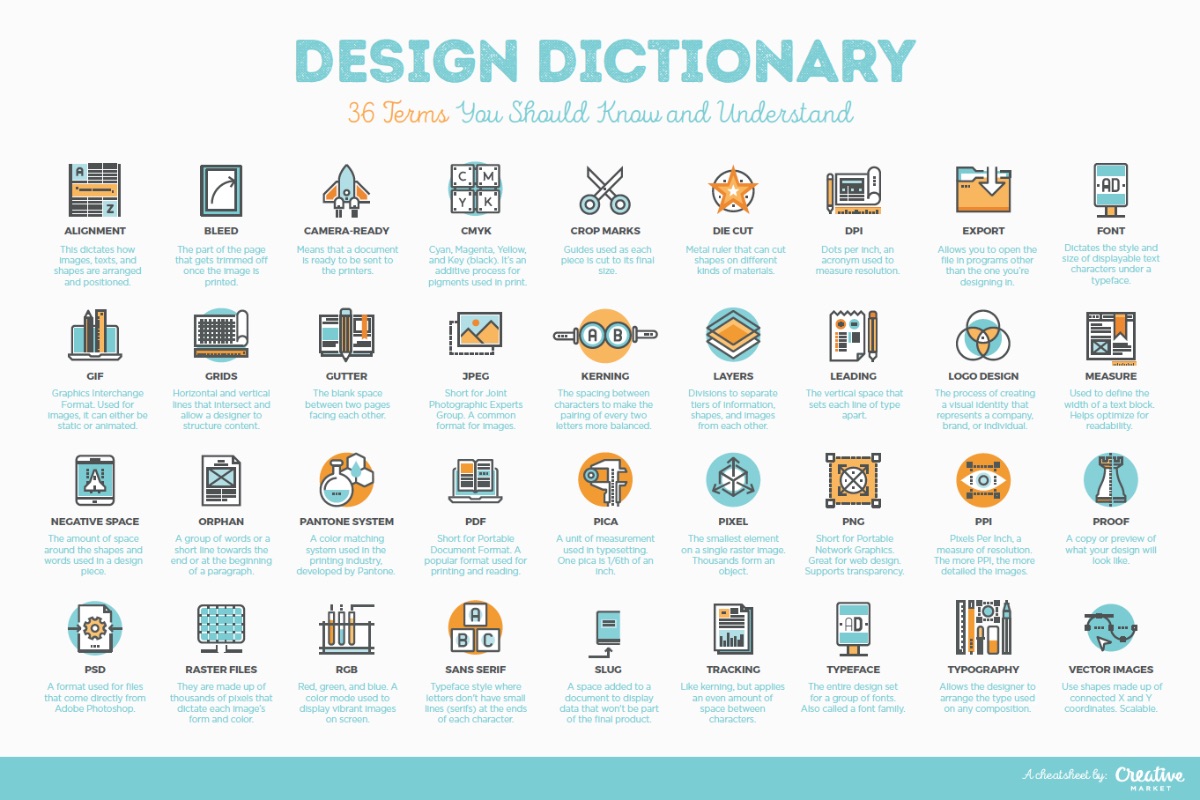 DESIGN DICTIONARY
36 Terms You Should Know and Understand
A
Z
ALIGNMENT
This dictates how
images, texts, and
shapes are arranged
and positioned.
BLEED
The part of the page
that gets trimmed off
once the image is
printed.
CAMERA-READY
Means that a document
is ready to be sent to
the printers.
C M
Y K
CMYK
Cyan, Magenta, Yellow,
and Key (black). It's an
additive process for
pigments used in print.
CROP MARKS
Guides used as each
piece is cut to its final
size.
DIE CUT
Metal ruler that can cut
shapes on different
kinds of materials.
DPI
Dots per inch, an
acronym used to
measure resolution.
EXPORT
Allows you to open the
file in programs other
than the one you're
designing in.
AD
FONT
Dictates the style and
size of displayable text
characters under a
typeface.
GIF
Graphics Interchange
Format. Used for
images, it can either be
static or animated.
GRIDS
Horizontal and vertical
lines that intersect and
allow a designer to
structure content.
GUTTER
The blank space
between two pages
facing each other.
JPEG
Short for Joint
Photographic Experts
Group. A common
format for images.
A B
KERNING
The spacing between
characters to make the
pairing of every two
letters more balanced.
LAYERS
Divisions to separate
tiers of information,
shapes, and images
from each other.
LEADING
The vertical space that
sets each line of type
apart.
LOGO DESIGN
The process of creating
a visual identity that
represents a company,
brand, or individual.
MEASURE
Used to define the
width of a text block.
Helps optimize for
readability.
NEGATIVE SPACE
The amount of space
around the shapes and
words used in a design
piece.
ORPHAN
A group of words or a
short line towards the
end or at the beginning
of a paragraph.
PANTONE SYSTEM
A color matching
system used in the
printing industry,
developed by Pantone.
PDF
Short for Portable
Document Format. A
popular format used for
printing and reading.
PICA
A unit of measurement
used in typesetting.
One pica is 1/6th of an
inch.
PIXEL
The smallest element
on a single raster image.
Thousands form an
object.
PNG
Short for Portable
Network Graphics.
Great for web design.
Supports transparency.
PPI
Pixels Per Inch, a
measure of resolution.
The more PPI, the more
detailed the images.
PROOF
A copy or preview of
what your design will
look like.
PSD
A format used for files
that come directly from
Adobe Photoshop.
RASTER FILES
They are made up of
thousands of pixels that
dictate each image's
form and color.
RGB
Red, green, and blue. A
color mode used to
display vibrant images
on screen.
A
B C
SANS SERIF
Typeface style where
letters don't have small
lines (serifs) at the ends
of each character.
SLUG
A space added to a
document to display
data that won't be part
of the final product.
TRACKING
Like kerning, but applies
an even amount of
space between
characters.
AD
TYPEFACE
The entire design set
for a group of fonts.
Also called a font family.
TYPOGRAPHY
Allows the designer to
arrange the type used
on any composition.
VECTOR IMAGES
Use shapes made up of
connected X and Y
coordinates. Scalable.
A cheatsheet by: Creative
MARKET